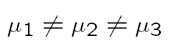 μ₁ ≠ μ₂ ≠ μ₃